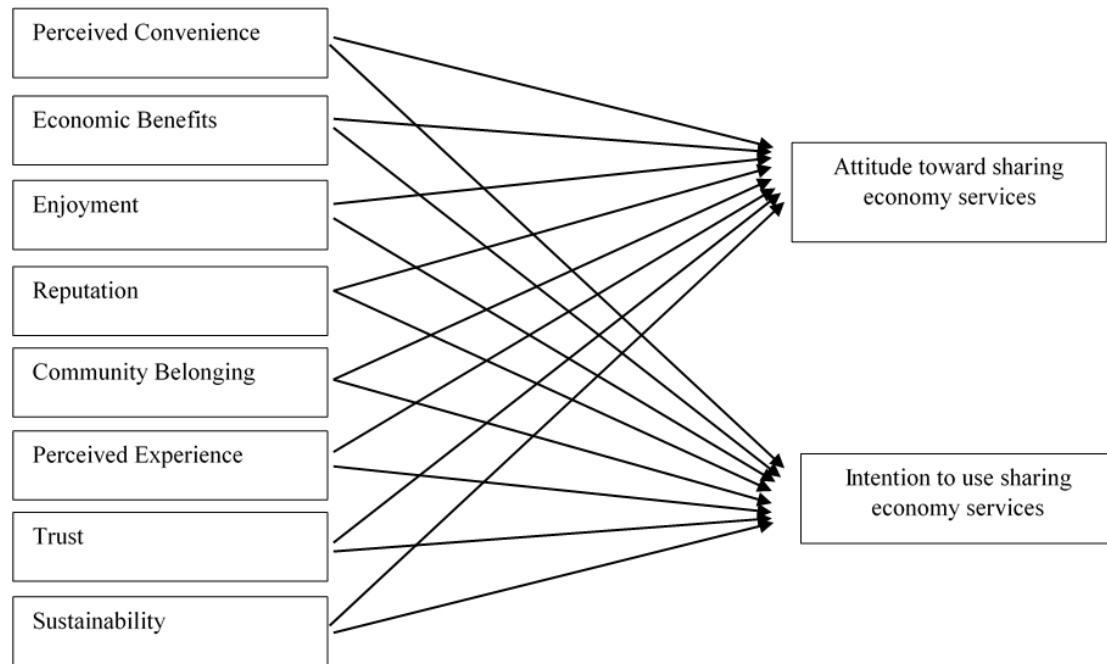 Perceived Convenience
Economic Benefits
Enjoyment
Reputation
Community Belonging
Perceived Experience
Trust
Sustainability
Attitude toward sharing
economy services
Intention to use sharing
economy services